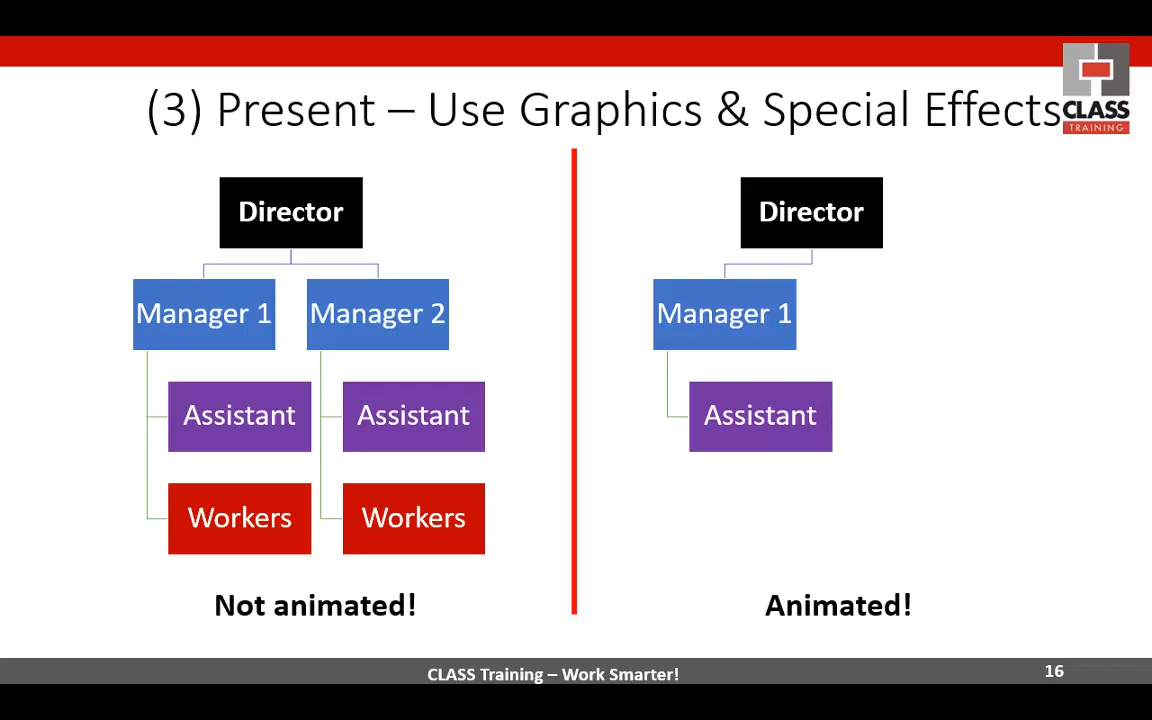 (3) Present – Use Graphics & Special Effects
CLASS
TRAINING
Director
Manager 1
Manager 2
Assistant
Assistant
Workers
Workers
Not animated!
Director
Manager 1
Assistant
Animated!
CLASS Training – Work Smarter!
16